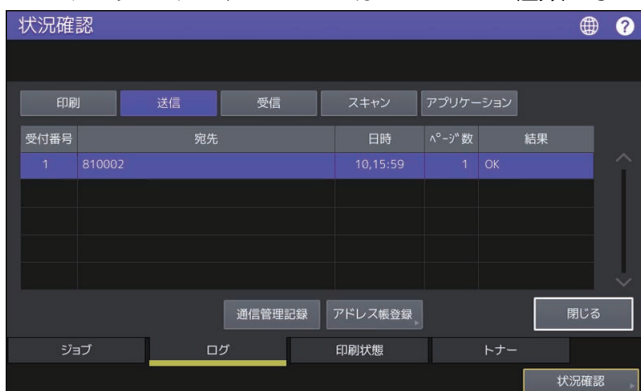 状況確認 ?
印刷 送信 受信 スキャン アプリケーション
受付番号 宛先 日時 ページ数 結果
1 810002 10,15:59 1 OK
通信管理記録 アドレス帳登録 閉じる
ジョブ ログ 印刷状態 トナー
状況確認